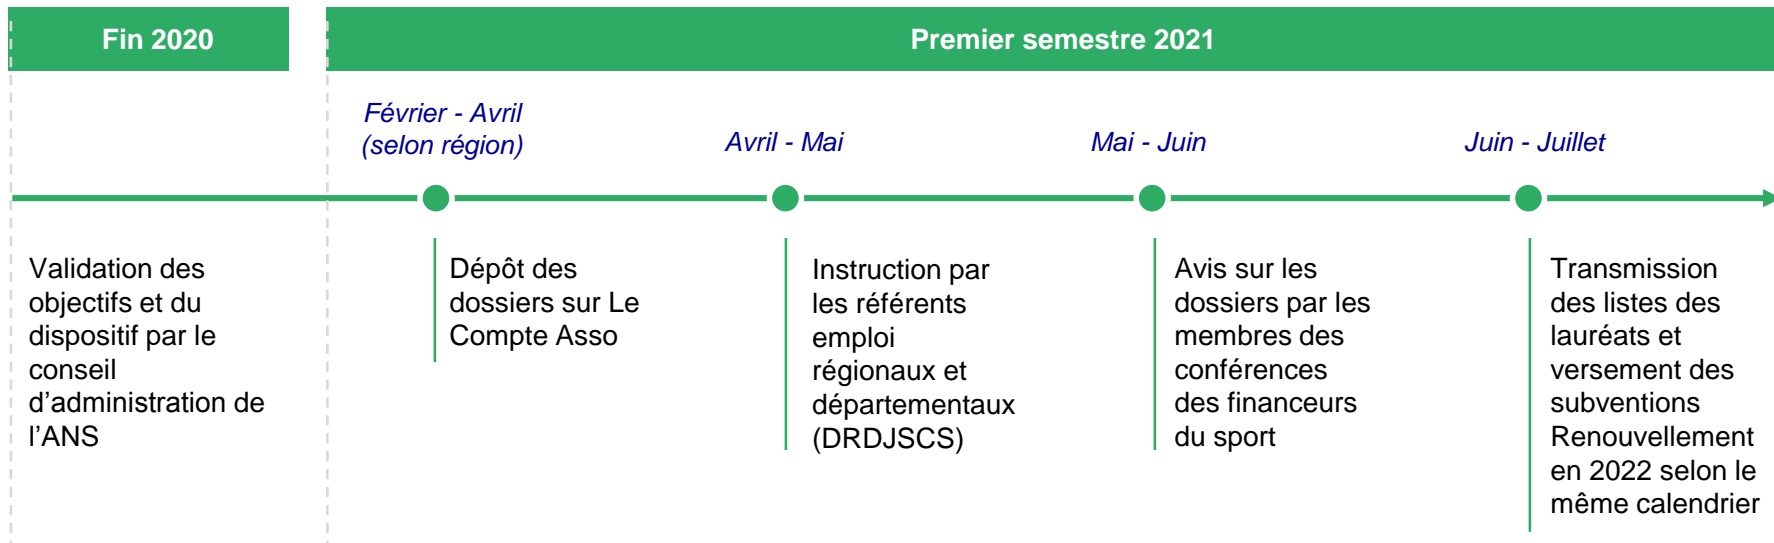 Fin 2020
Premier semestre 2021
Février - Avril
(selon région)
Avril - Mai
Mai - Juin
Juin - Juillet
Validation des
objectifs et du
dispositif par le
conseil
d’administration de
l’ANS
Dépôt des
dossiers sur Le
Compte Asso
Instruction par
les référents
emploi
régionaux et
départementaux
(DRDJSCS)
Avis sur les
dossiers par les
membres des
conférences
des financeurs
du sport
Transmission
des listes des
lauréats et
versement des
subventions
Renouvellement
en 2022 selon le
même calendrier